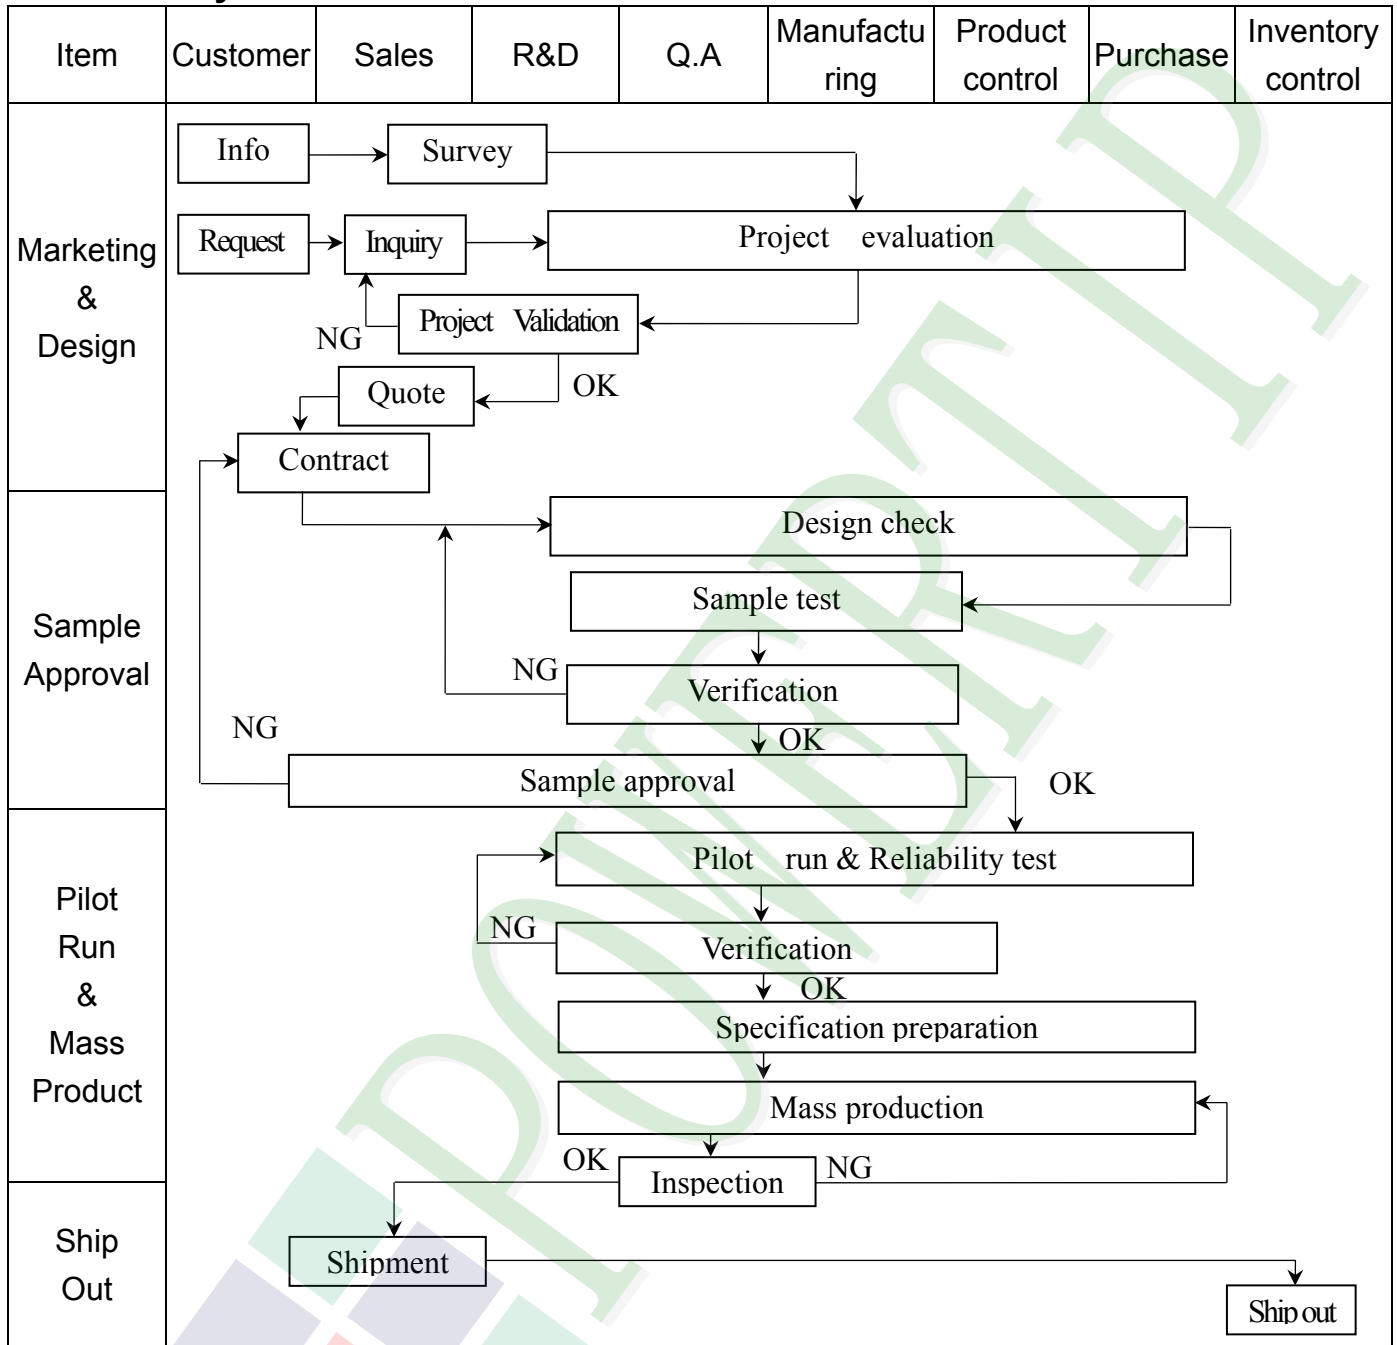 Item
Customer
Sales
R&D
Q.A
Manufactu
ring
Product
control
Purchase
Inventory
control
Marketing
&
Design
Info
Survey
Request
Inquiry
Project evaluation
NG
Project Validation
Quote
OK
Contract
Sample
Approval
Design check
Sample test
NG
Verification
NG
OK
Sample approval
OK
Pilot
Run
&
Mass
Product
Pilot run & Reliability test
NG
Verification
OK
Specification preparation
Mass production
OK
Inspection
NG
Ship
Out
Shipment
Ship out
POWERTIP